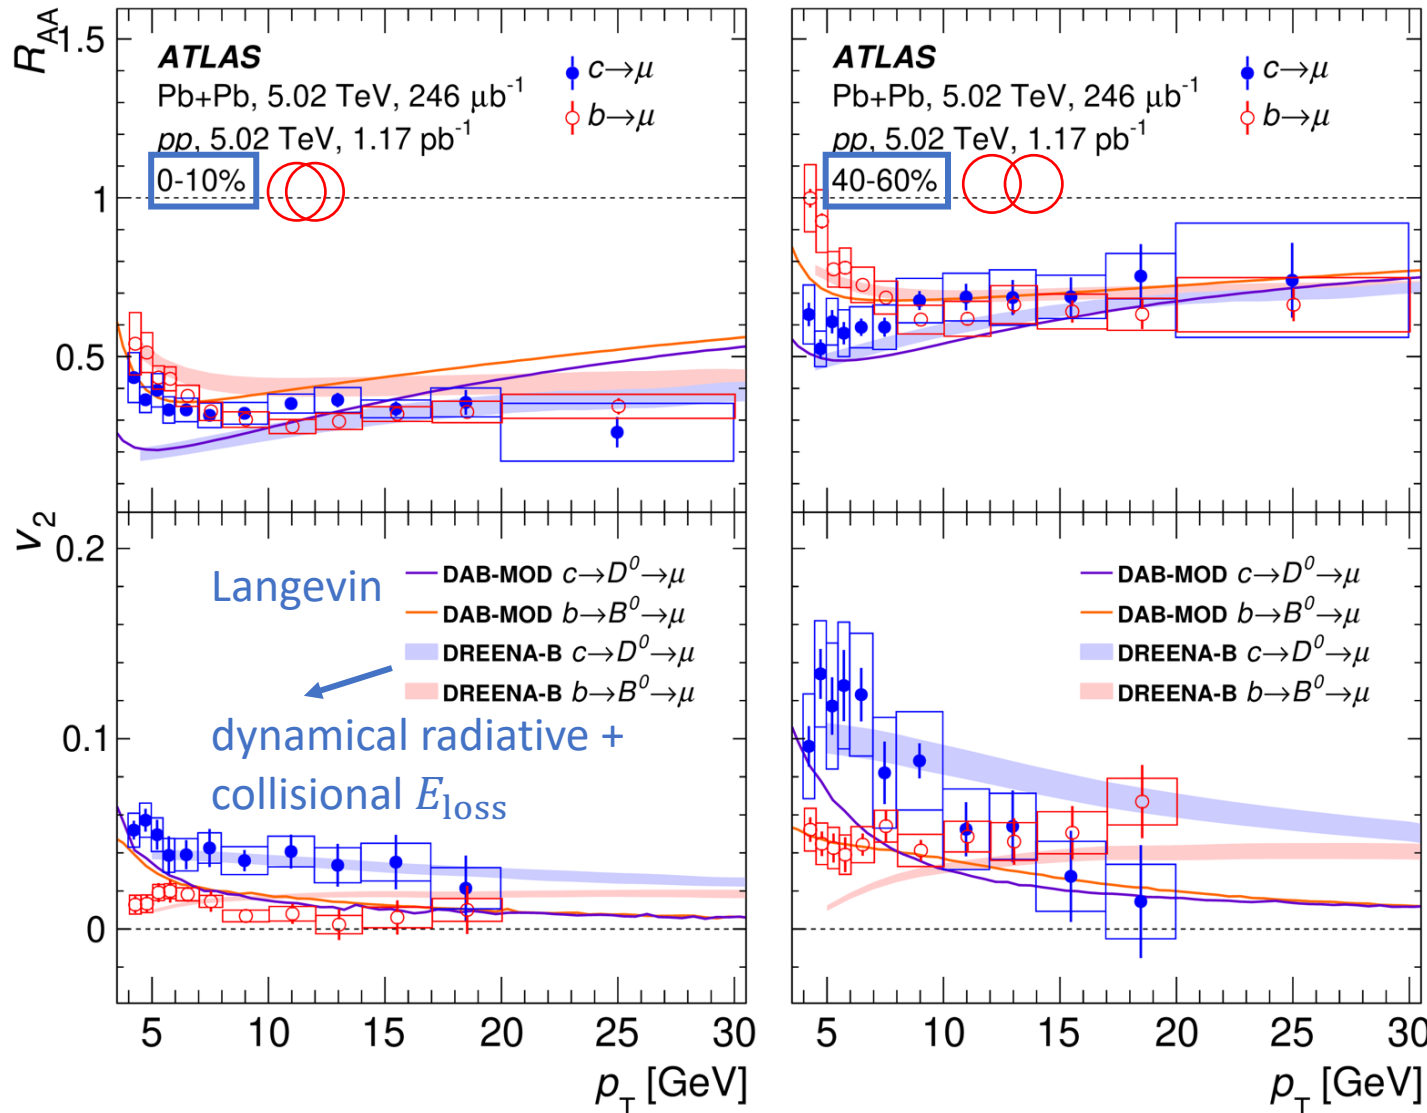 R_AA
1.5
1
0.5
ATLAS
Pb+Pb, 5.02 TeV, 246 μb⁻¹
pp, 5.02 TeV, 1.17 pb⁻¹
0-10%
c→μ
b→μ
ATLAS
Pb+Pb, 5.02 TeV, 246 μb⁻¹
pp, 5.02 TeV, 1.17 pb⁻¹
40-60%
c→μ
b→μ
v₂
0.2
0.1
0
Langevin
dynamical radiative +
collisional E_loss
DAB-MOD c→D⁰→μ
DAB-MOD b→B⁰→μ
DREENA-B c→D⁰→μ
DREENA-B b→B⁰→μ
DAB-MOD c→D⁰→μ
DAB-MOD b→B⁰→μ
DREENA-B c→D⁰→μ
DREENA-B b→B⁰→μ
5 10 15 20 25 30
p_T [GeV]
5 10 15 20 25 30
p_T [GeV]